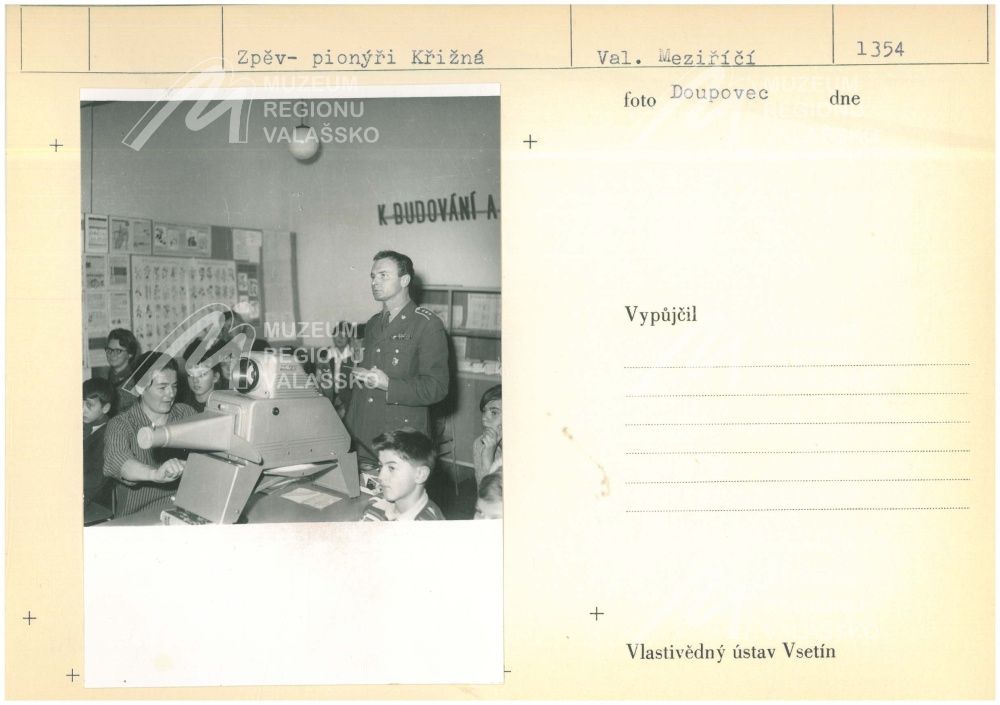 Zpěv- pionýři Křižná
Val. Meziříčí
1354
foto Doupovec dne
MUZEUM
REGIONU
VALAŠSKO
K BUDOVÁNÍ A
MUZEUM
REGIONU
VALAŠSKO
Vypůjčil
Vlastivědný ústav Vsetín